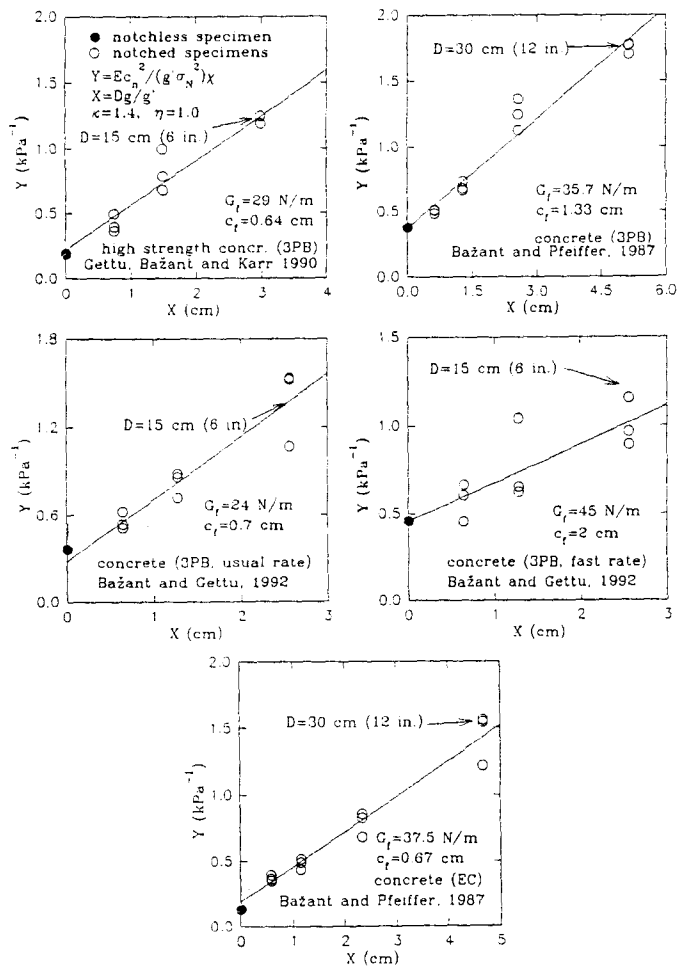 2.0
1.5
1.0
0.5
0.0
Y (kPa⁻¹)
● notchless specimen
○ notched specimens
Y=Ec_n²/(g'σ_N²)χ
X=Dg/g'
κ=1.4, η=1.0
D=15 cm (6 in.)
G_f=29 N/m
c_f=0.64 cm
high strength concr. (3PB)
Gettu, Bažant and Karr 1990
0 1 2 3 4
X (cm)
2.0
1.5
1.0
0.5
0.0
Y (kPa⁻¹)
D=30 cm (12 in.)
G_f=35.7 N/m
c_f=1.33 cm
concrete (3PB)
Bažant and Pfeiffer, 1987
0.0 1.5 3.0 4.5 6.0
X (cm)
1.8
1.2
0.6
0.0
Y (kPa⁻¹)
D=15 cm (6 in)
G_f=24 N/m
c_f=0.7 cm
concrete (3PB, usual rate)
Bažant and Gettu, 1992
0 1 2 3
X (cm)
1.5
1.0
0.5
0.0
Y (kPa⁻¹)
D=15 cm (6 in.)
G_f=45 N/m
c_f=2 cm
concrete (3PB, fast rate)
Bažant and Gettu, 1992
0 1 2 3
X (cm)
2.0
1.5
1.0
0.5
0.0
Y (kPa⁻¹)
D=30 cm (12 in.)
G_f=37.5 N/m
c_f=0.67 cm
concrete (EC)
Bažant and Pfeiffer, 1987
0 1 2 3 4 5
X (cm)